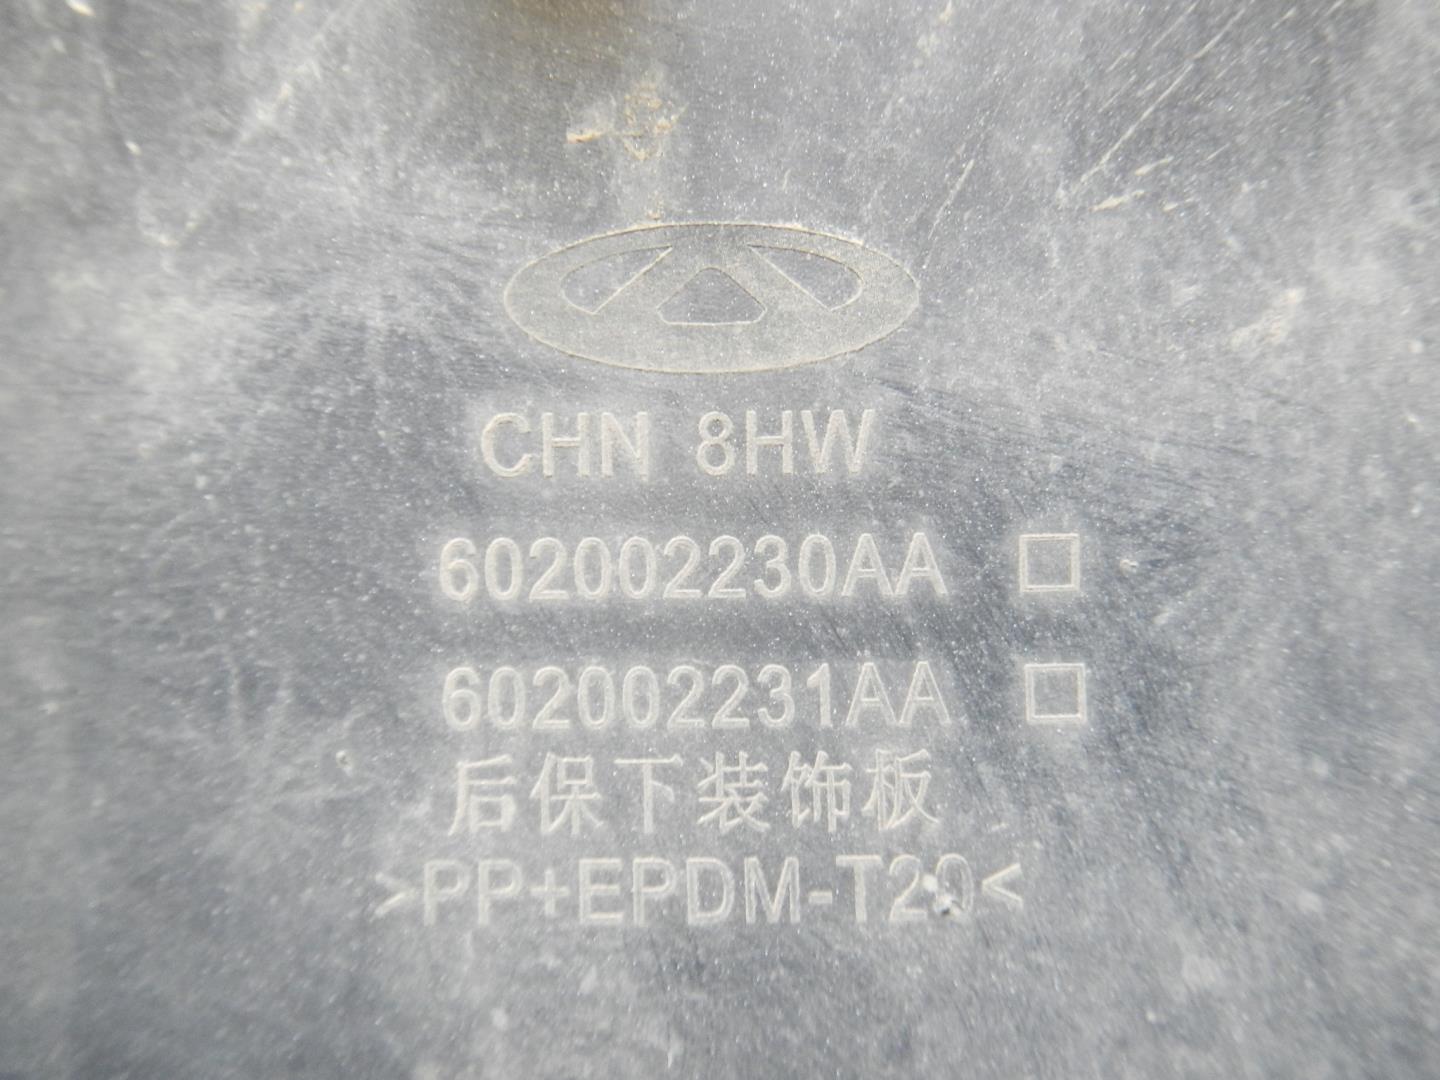 CHN 8HW
602002230AA □
602002231AA □
后保下装饰板
>PP+EPDM-T20<